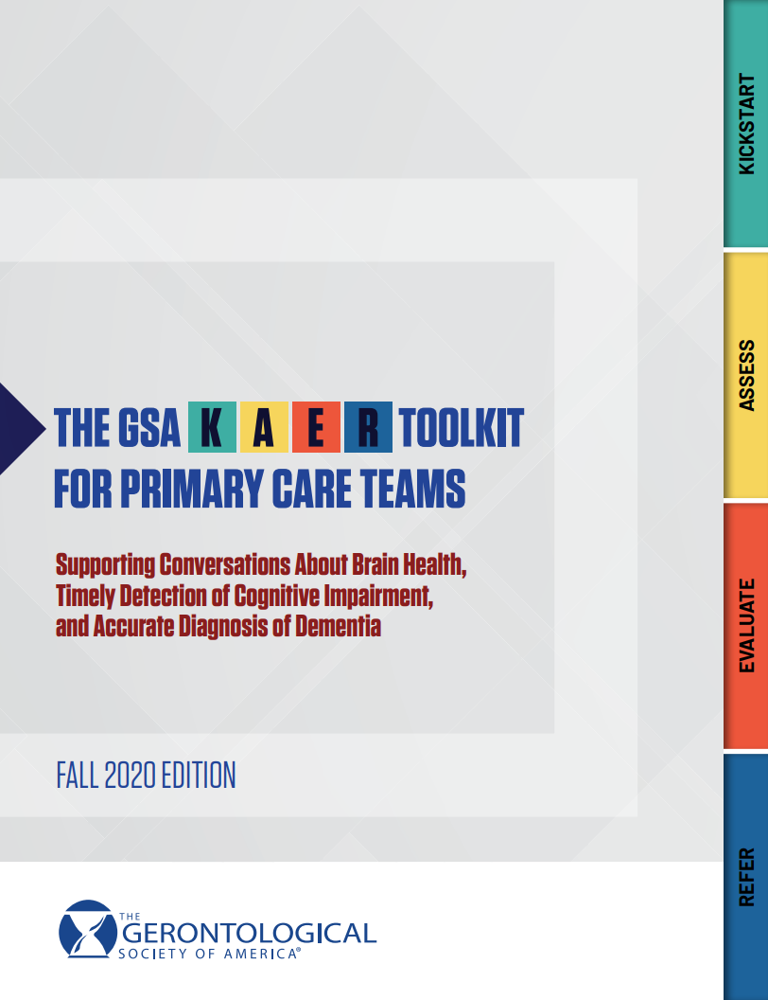 THE GSA K A E R TOOLKIT
FOR PRIMARY CARE TEAMS
Supporting Conversations About Brain Health,
Timely Detection of Cognitive Impairment,
and Accurate Diagnosis of Dementia
FALL 2020 EDITION
THE
GERONTOLOGICAL
SOCIETY OF AMERICA®
KICKSTART
ASSESS
EVALUATE
REFER